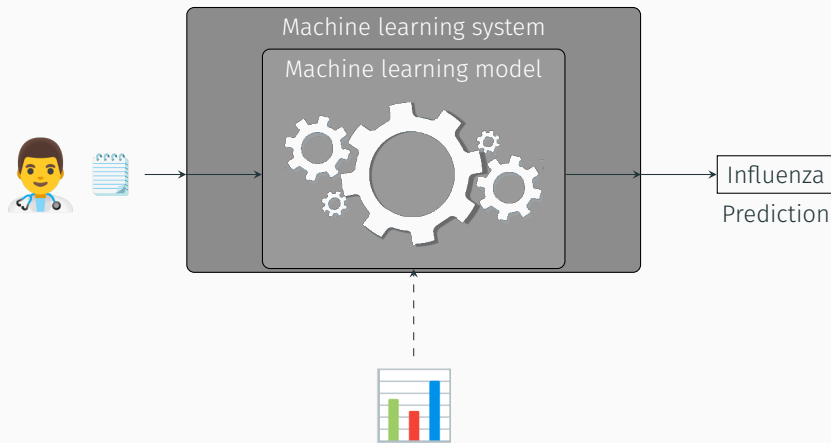 Machine learning system
Machine learning model
Influenza
Prediction